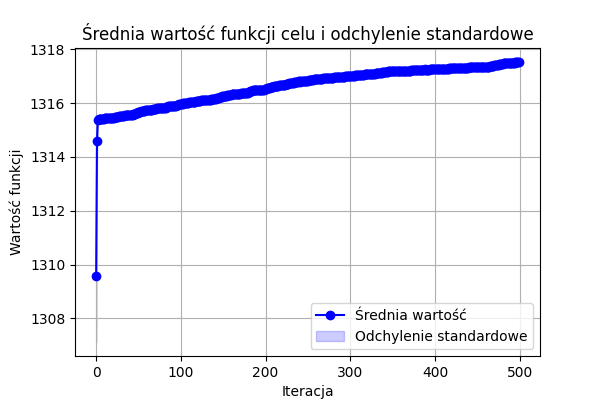 Średnia wartość funkcji celu i odchylenie standardowe
1318
1316
1314
1312
1310
1308
Wartość funkcji
Średnia wartość
Odchylenie standardowe
0 100 200 300 400 500
Iteracja